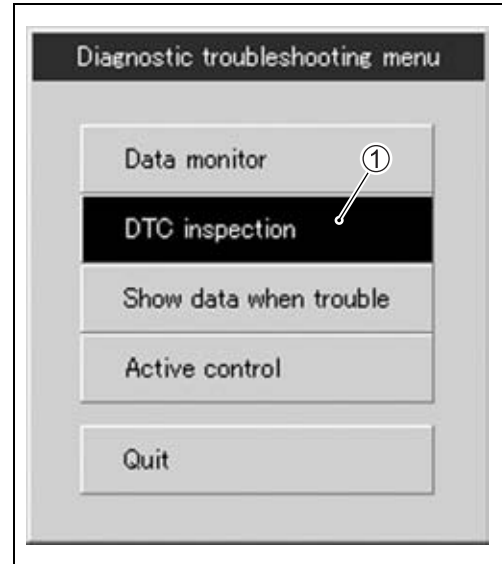 Diagnostic troubleshooting menu
Data monitor
1
DTC inspection
Show data when trouble
Active control
Quit